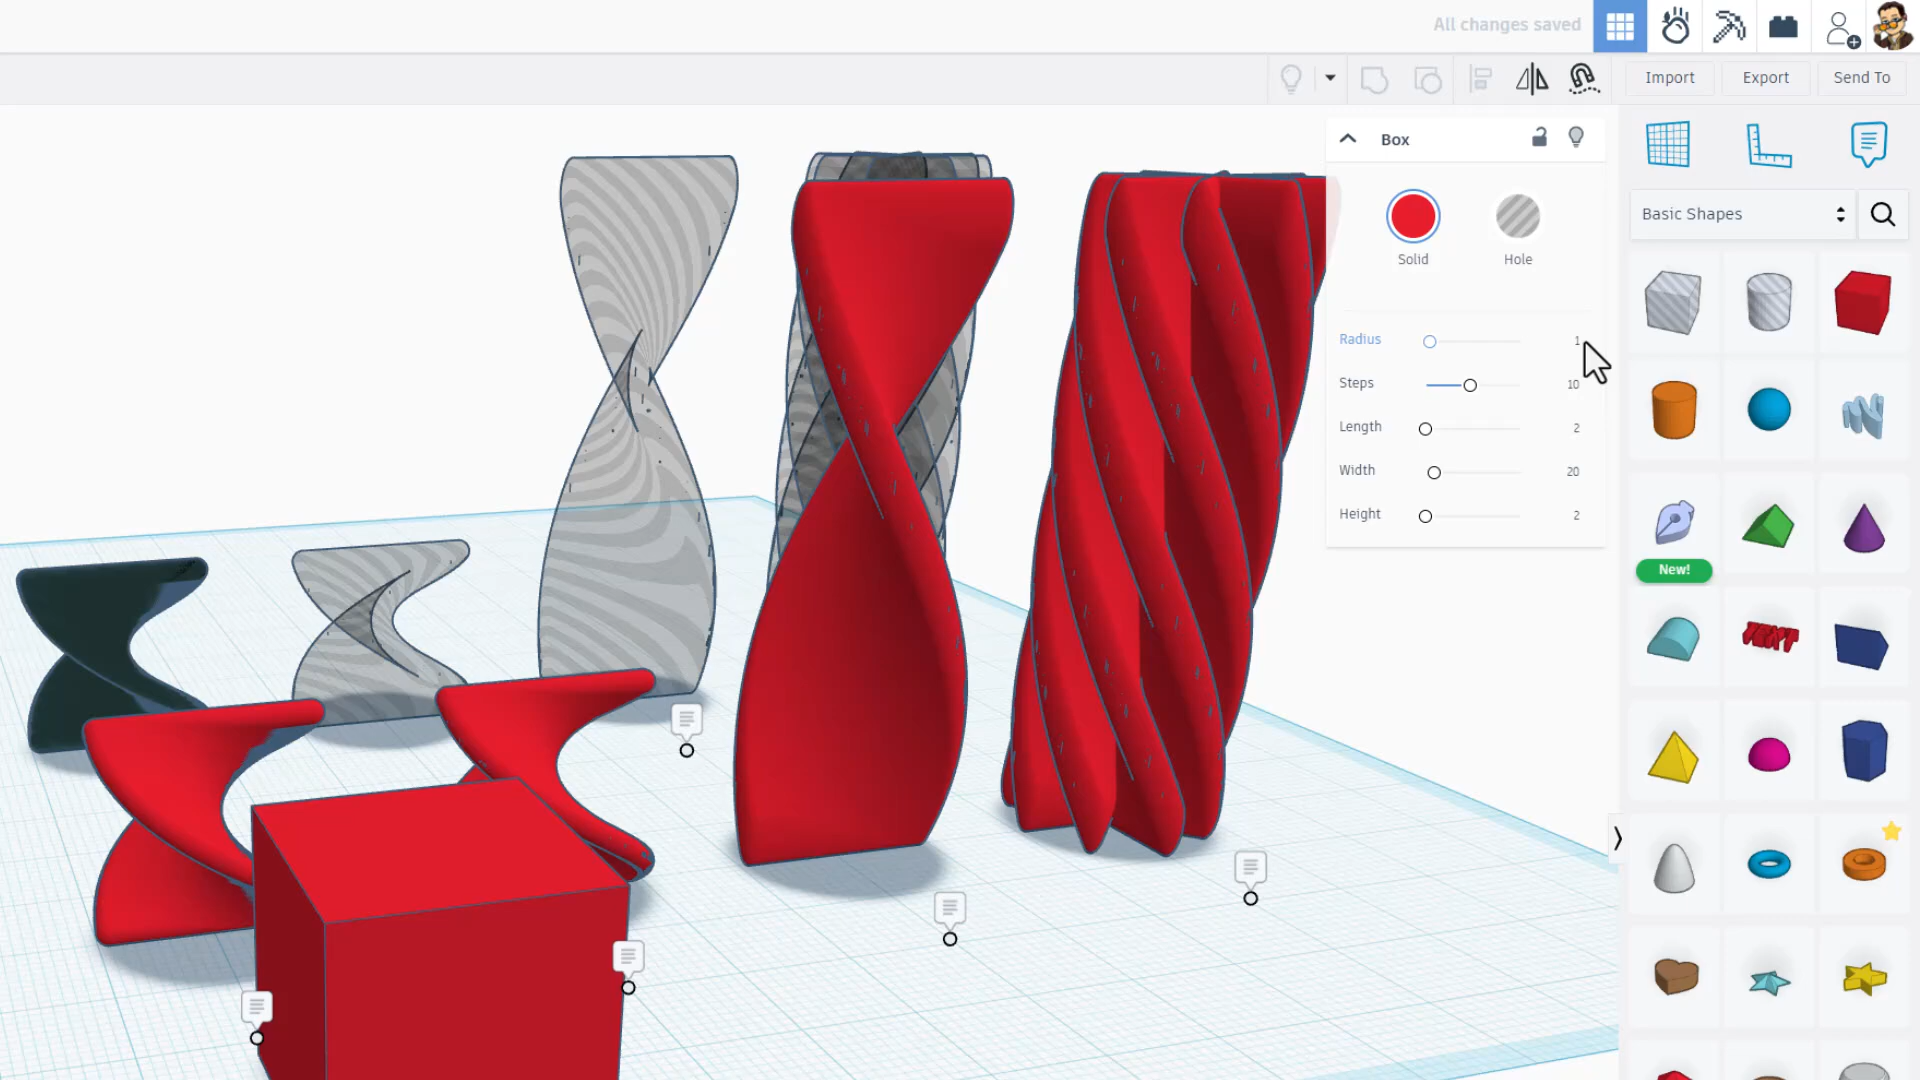 All changes saved
Import
Export
Send To
Box
Solid
Hole
Radius 1
Steps 10
Length 2
Width 20
Height 2
Basic Shapes
New!
TEXT